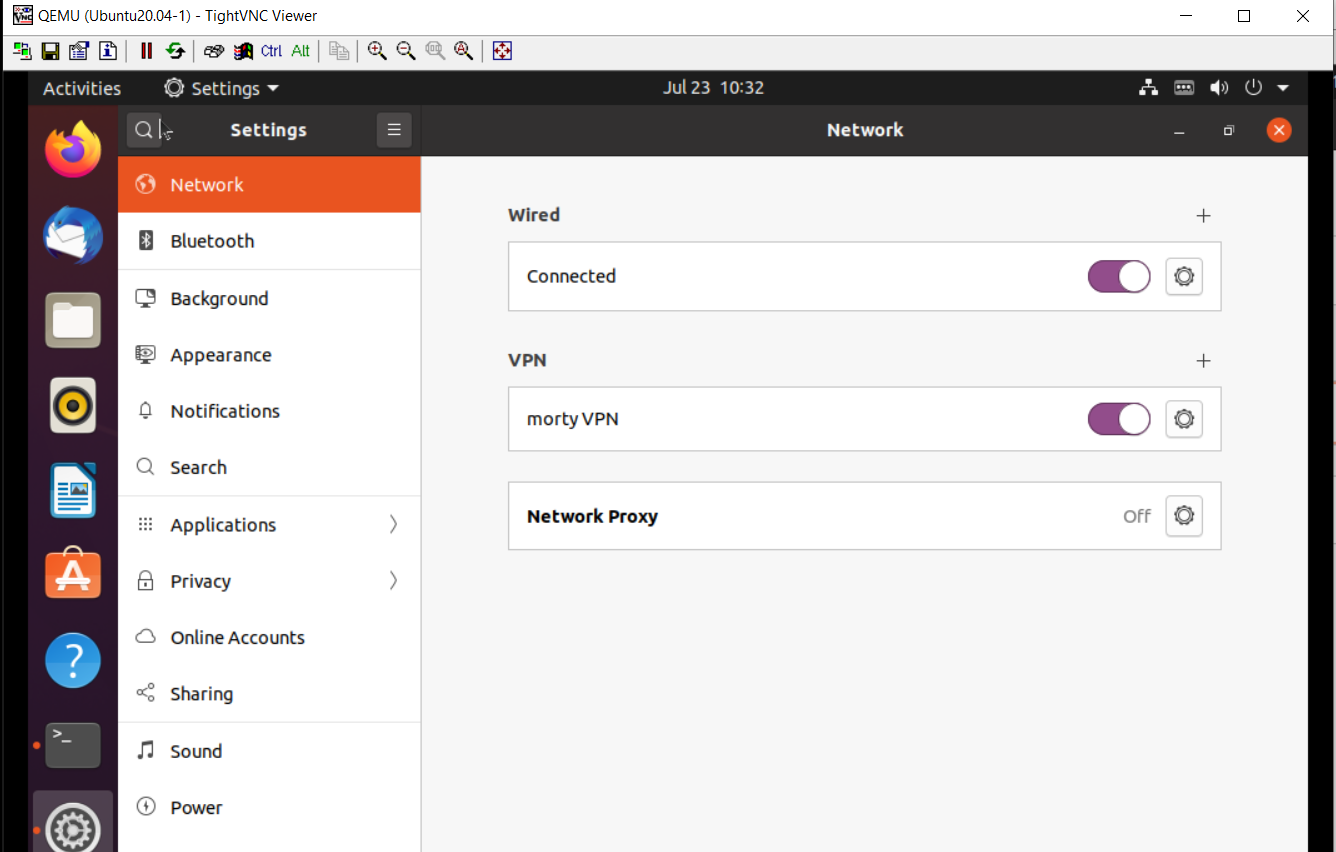 QEMU (Ubuntu20.04-1) - TightVNC Viewer
Ctrl Alt
Activities Settings Jul 23 10:32
Settings Network
Network
Bluetooth
Background
Appearance
Notifications
Search
Applications
Privacy
Online Accounts
Sharing
Sound
Power
Wired
Connected
VPN
morty VPN
Network Proxy Off